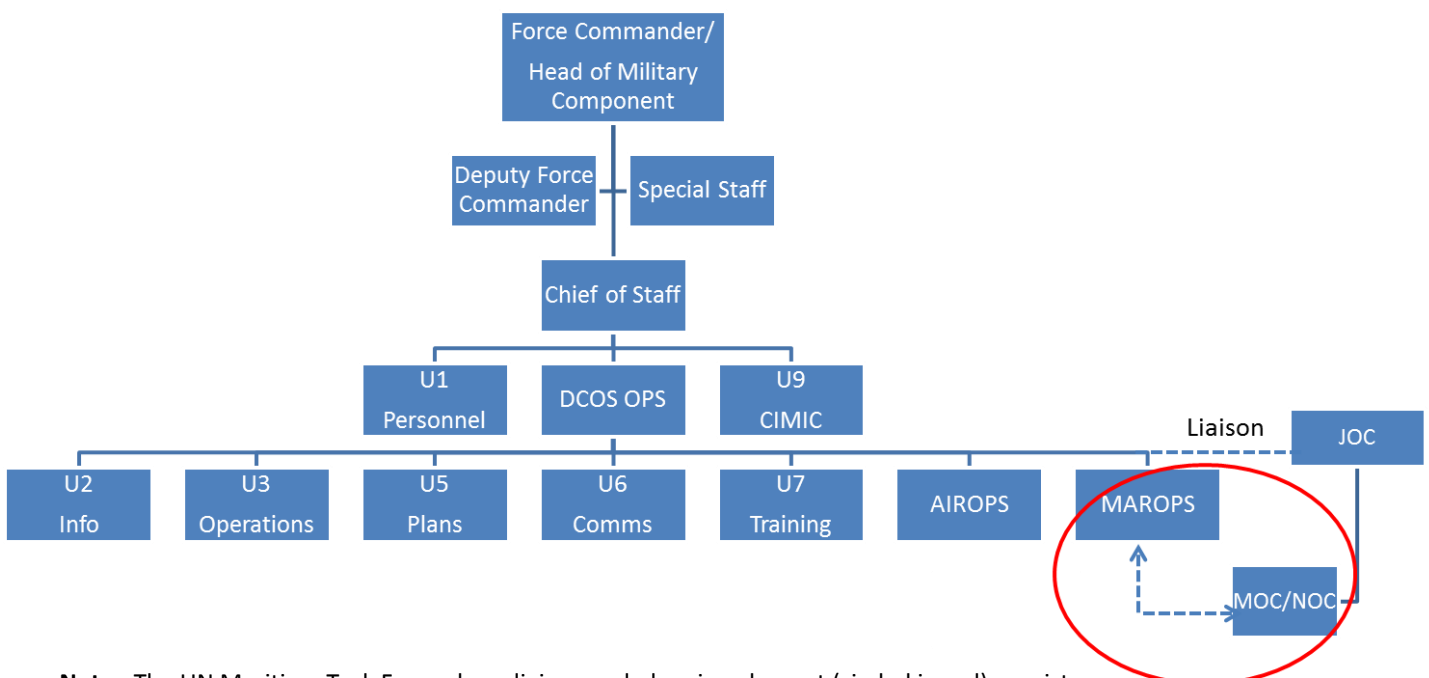 Force Commander/
Head of Military
Component
Deputy Force
Commander
Special Staff
Chief of Staff
U1
Personnel
DCOS OPS
U9
CIMIC
Liaison
JOC
U2
Info
U3
Operations
U5
Plans
U6
Comms
U7
Training
AIROPS
MAROPS
MOC/NOC